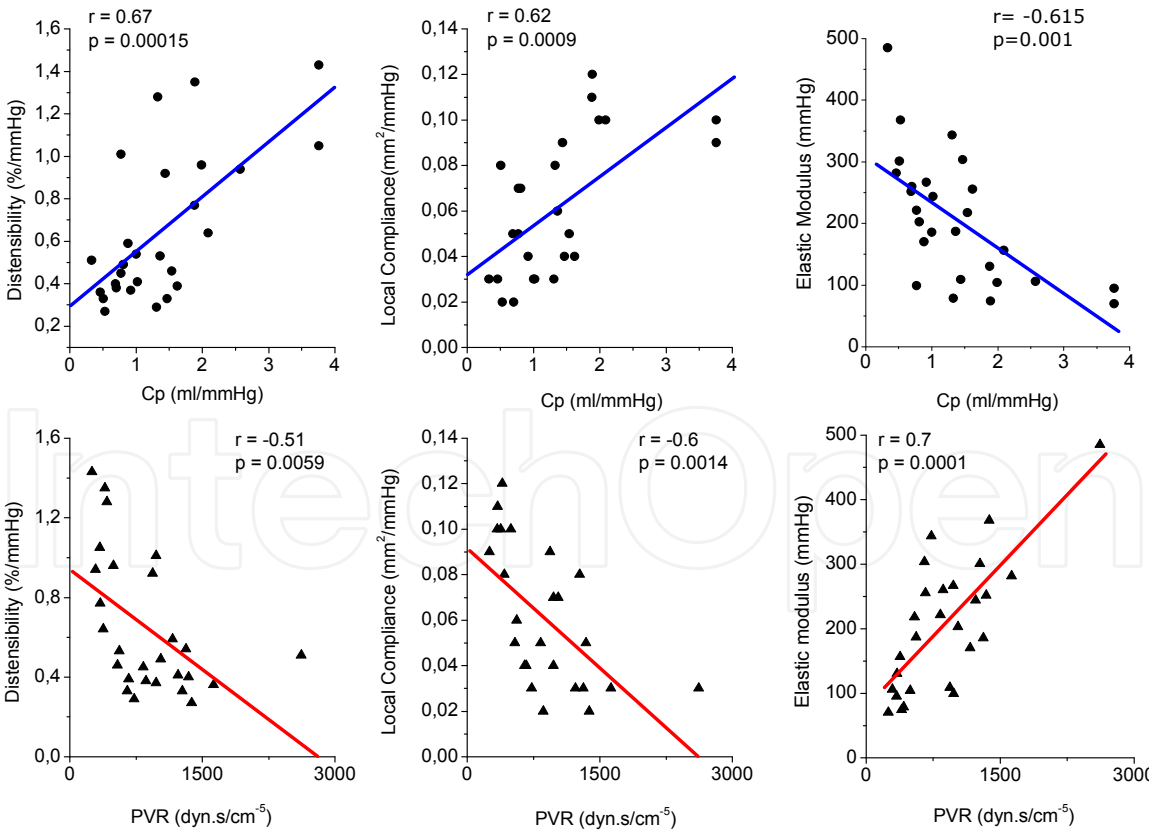 r = 0.67
p = 0.00015
Distensibility (%/mmHg)
1,6
1,4
1,2
1,0
0,8
0,6
0,4
0,2
0 1 2 3 4
Cp (ml/mmHg)
r = 0.62
p = 0.0009
Local Compliance(mm²/mmHg)
0,14
0,12
0,10
0,08
0,06
0,04
0,02
0,00
0 1 2 3 4
Cp (ml/mmHg)
r= -0.615
p=0.001
Elastic Modulus (mmHg)
500
400
300
200
100
0
0 1 2 3 4
Cp (ml/mmHg)
r = -0.51
p = 0.0059
Distensibility (%/mmHg)
1,6
1,2
0,8
0,4
0,0
0 1500 3000
PVR (dyn.s/cm⁻⁵)
r = -0.6
p = 0.0014
Local Compliance (mm²/mmHg)
0,14
0,12
0,10
0,08
0,06
0,04
0,02
0,00
0 1500 3000
PVR (dyn.s/cm⁻⁵)
r = 0.7
p = 0.0001
Elastic modulus (mmHg)
500
400
300
200
100
0
0 1500 3000
PVR (dyn.s/cm⁻⁵)
IntechOpen